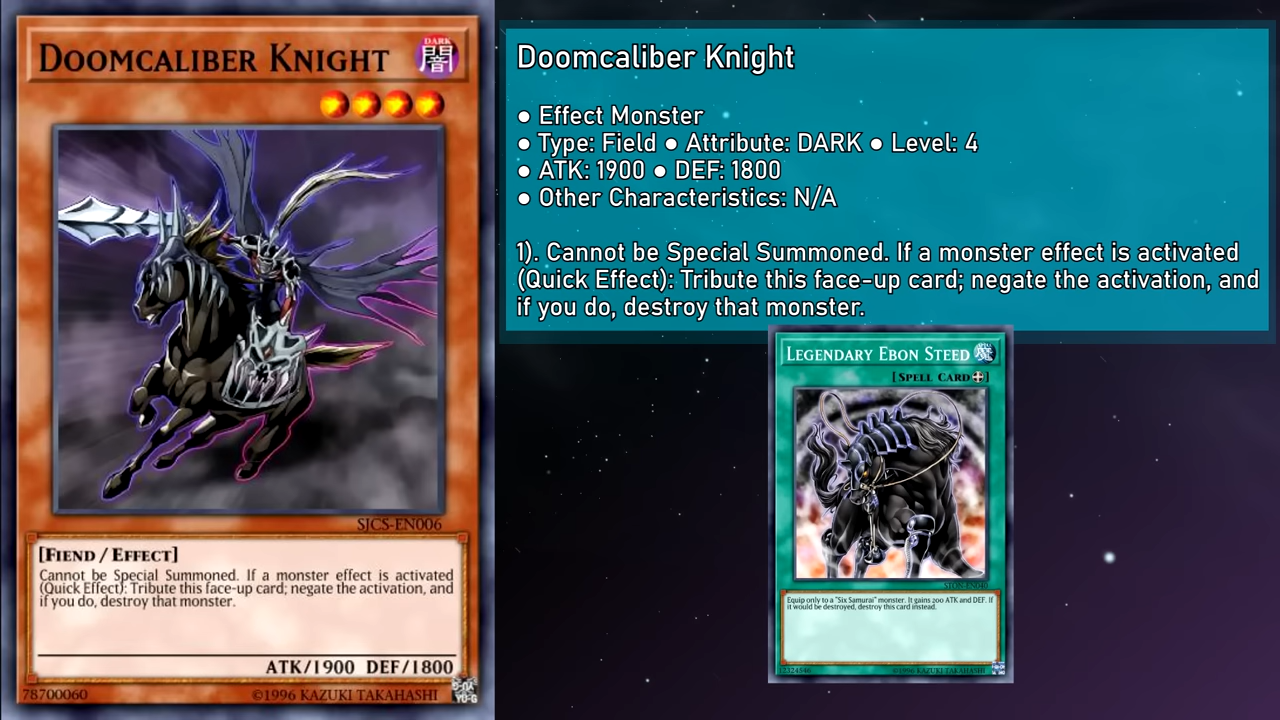 DOOMCALIBER KNIGHT
DARK
闇
SJCS-EN006
[FIEND / EFFECT]
Cannot be Special Summoned. If a monster effect is activated
(Quick Effect): Tribute this face-up card; negate the activation, and
if you do, destroy that monster.
ATK/1900 DEF/1800
78700060
©1996 KAZUKI TAKAHASHI
Doomcaliber Knight
● Effect Monster
● Type: Field ● Attribute: DARK ● Level: 4
● ATK: 1900 ● DEF: 1800
● Other Characteristics: N/A
1). Cannot be Special Summoned. If a monster effect is activated
(Quick Effect): Tribute this face-up card; negate the activation, and
if you do, destroy that monster.
LEGENDARY EBON STEED
[SPELL CARD]
Equip only to a "Six Samurai" monster. It gains 200 ATK and DEF. If
it would be destroyed, destroy this card instead.
©1996 KAZUKI TAKAHASHI